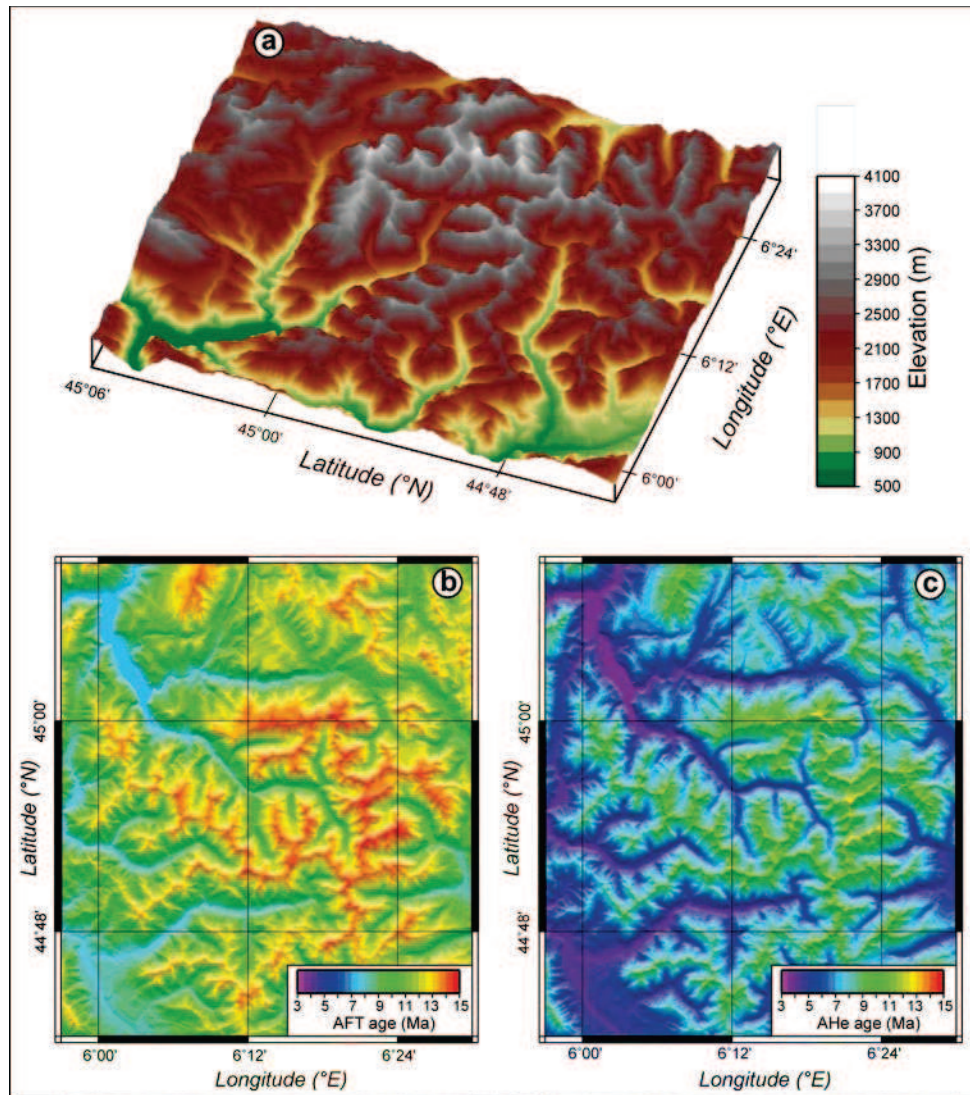 a
4100
3700
3300
2900
2500
2100
1700
1300
900
500
Elevation (m)
6°24'
6°12'
6°00'
Longitude (°E)
45°06'
45°00'
44°48'
Latitude (°N)
b
45°00'
44°48'
Latitude (°N)
3 5 7 9 11 13 15
AFT age (Ma)
6°00' 6°12' 6°24'
Longitude (°E)
c
45°00'
44°48'
Latitude (°N)
3 5 7 9 11 13 15
AHe age (Ma)
6°00' 6°12' 6°24'
Longitude (°E)